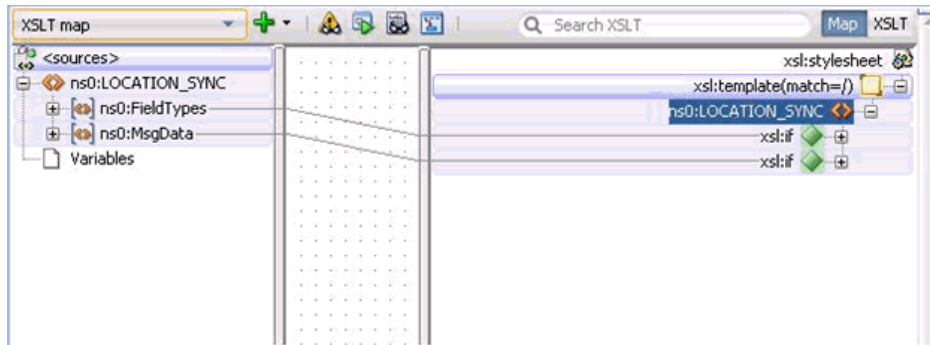 XSLT map
Search XSLT
Map
XSLT
<sources>
xsl:stylesheet
ns0:LOCATION_SYNC
xsl:template(match=/)
ns0:FieldTypes
ns0:LOCATION_SYNC
ns0:MsgData
xsl:if
Variables
xsl:if